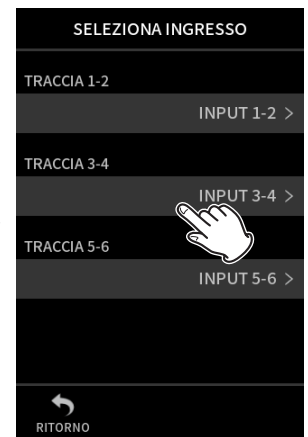 SELEZIONA INGRESSO
TRACCIA 1-2
INPUT 1-2 >
TRACCIA 3-4
INPUT 3-4 >
TRACCIA 5-6
INPUT 5-6 >
RITORNO